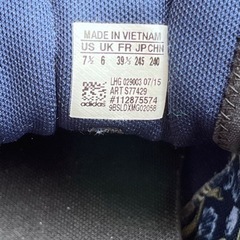 MADE IN VIETNAM
US UK FR JP CHN
7½ 6 39⅓ 245 240
LHG 029003 07/15
ART S77429
#112875574
9BSLDXMG02058
adidas